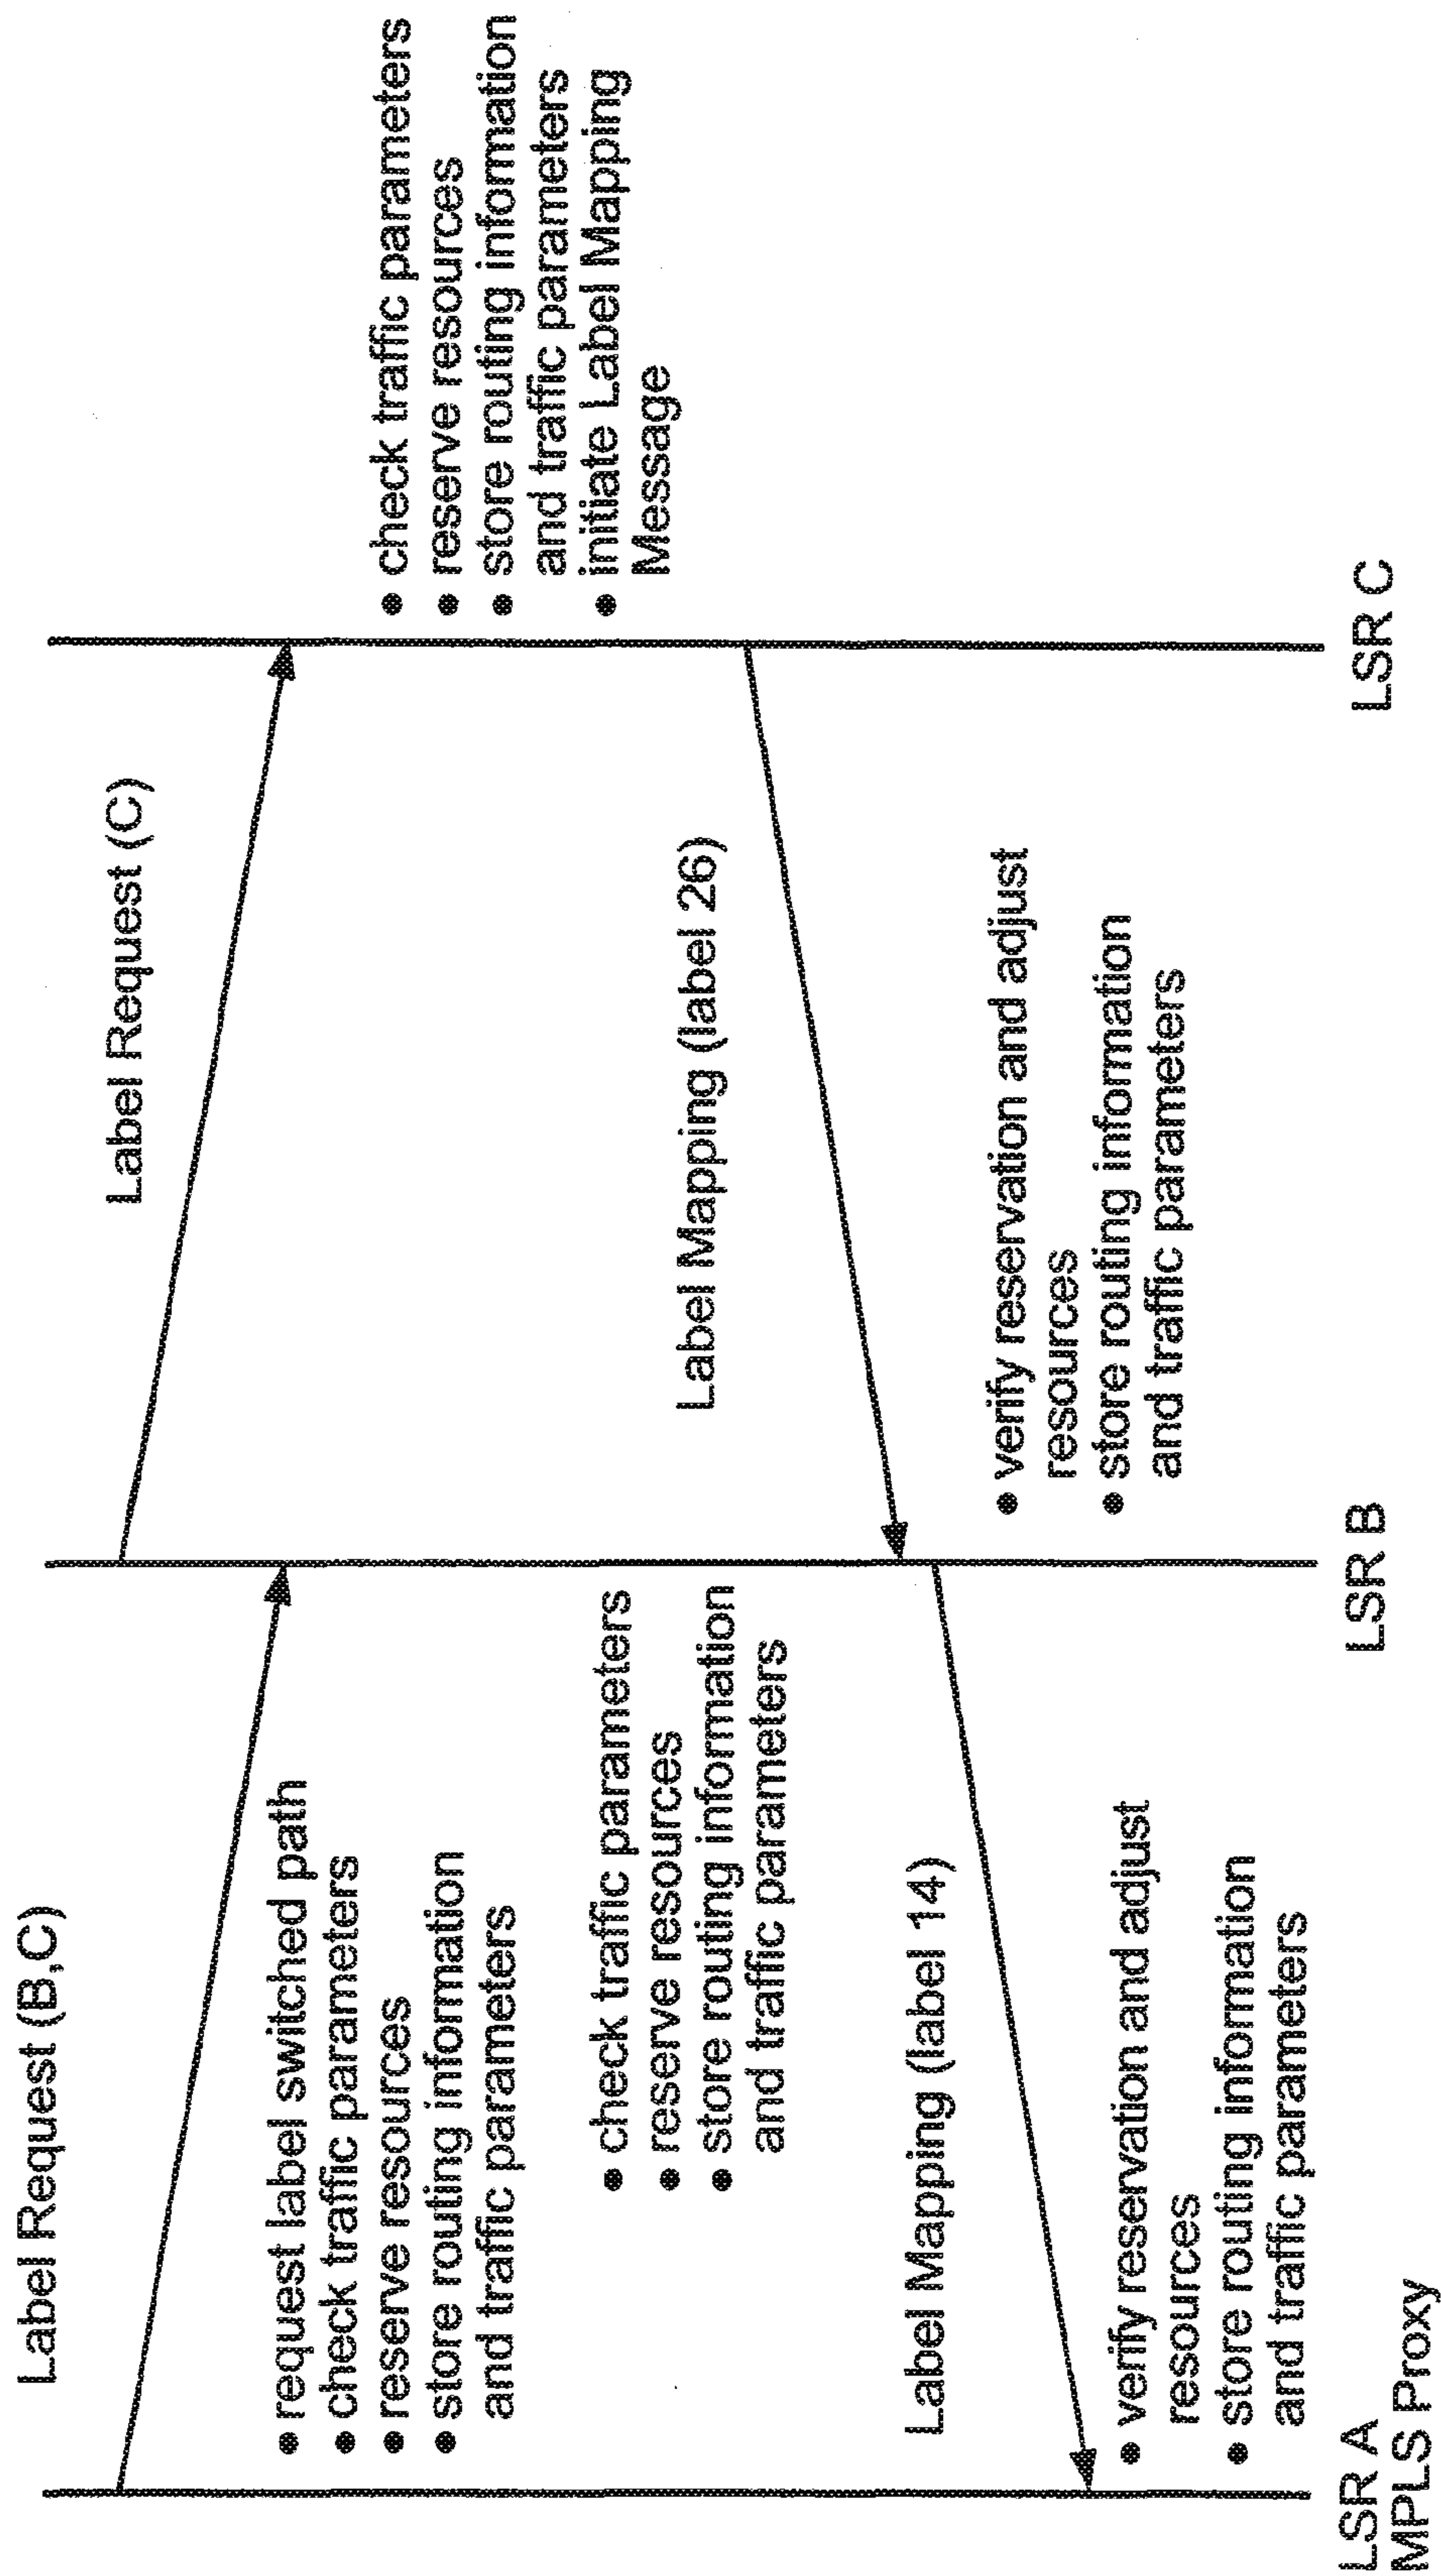 Label Request (B,C)
Label Request (C)
● request label switched path
● check traffic parameters
● reserve resources
● store routing information
and traffic parameters
● check traffic parameters
● reserve resources
● store routing information
and traffic parameters
● check traffic parameters
● reserve resources
● store routing information
and traffic parameters
● initiate Label Mapping
Message
Label Mapping (label 26)
Label Mapping (label 14)
● verify reservation and adjust
resources
● store routing information
and traffic parameters
● verify reservation and adjust
resources
● store routing information
and traffic parameters
LSR A
MPLS Proxy
LSR B
LSR C